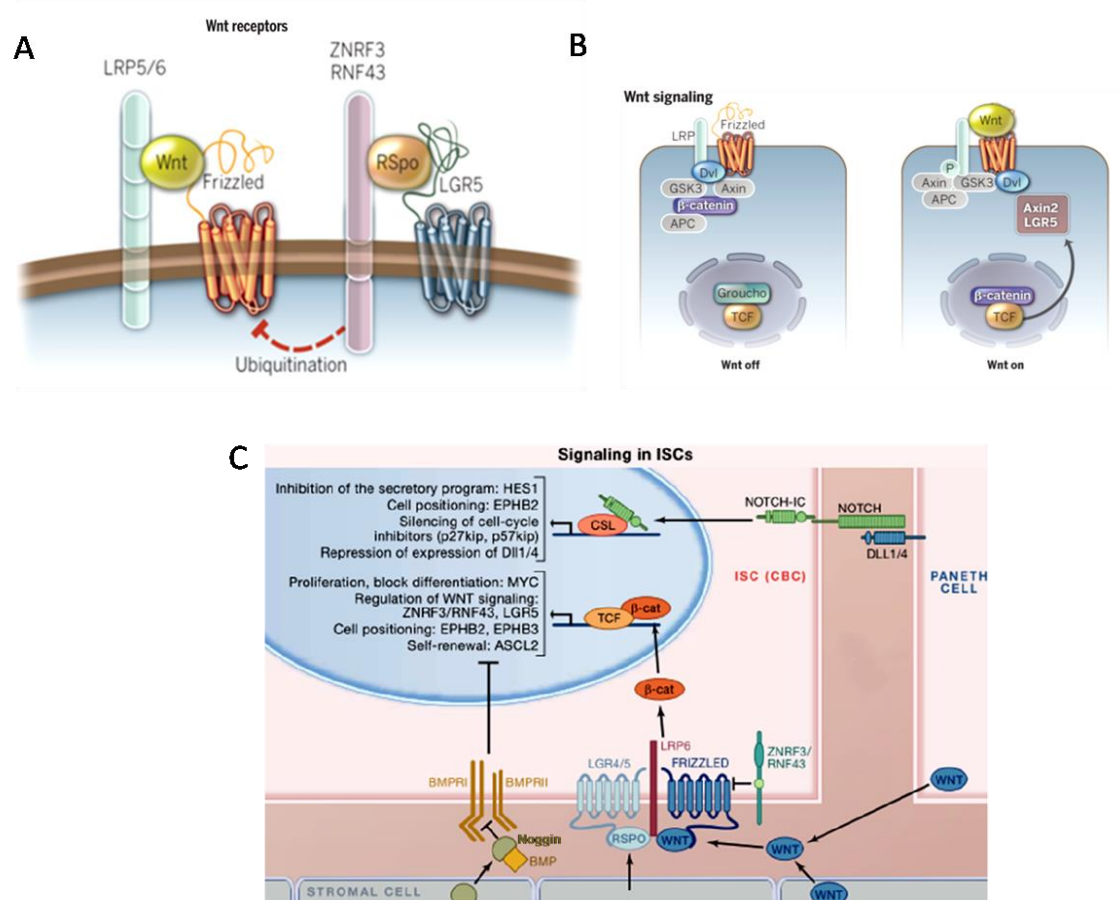 A
Wnt receptors
LRP5/6
ZNRF3
RNF43
Wnt
Frizzled
RSpo
LGR5
Ubiquitination
B
Wnt signaling
LRP
Frizzled
Dvl
GSK3
Axin
β-catenin
APC
Groucho
TCF
Wnt off
Wnt
P
Axin
GSK3
Dvl
APC
Axin2
LGR5
β-catenin
TCF
Wnt on
C
Signaling in ISCs
Inhibition of the secretory program: HES1
Cell positioning: EPHB2
Silencing of cell-cycle
inhibitors (p27kip, p57kip)
Repression of expression of Dll1/4
CSL
NOTCH-IC
NOTCH
DLL1/4
ISC (CBC)
PANETH
CELL
Proliferation, block differentiation: MYC
Regulation of WNT signaling:
ZNRF3/RNF43, LGR5
Cell positioning: EPHB2, EPHB3
Self-renewal: ASCL2
TCF
β-cat
β-cat
LRP6
LGR4/5
FRIZZLED
ZNRF3/
RNF43
BMPRI
BMPRII
WNT
Noggin
BMP
RSPO
WNT
WNT
STROMAL CELL
WNT